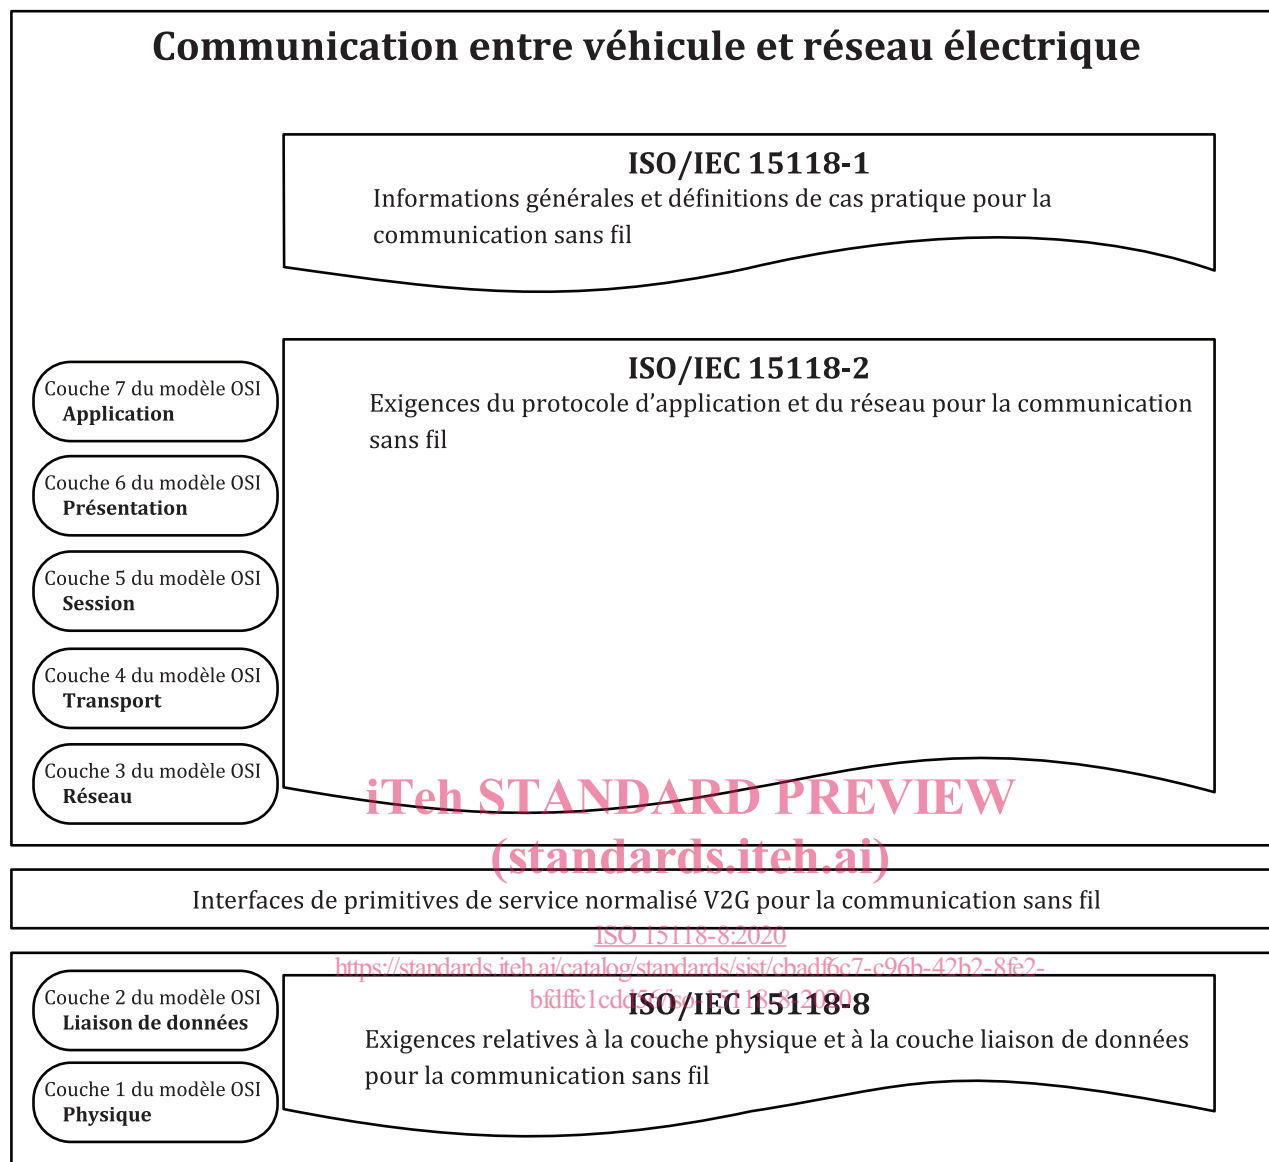 Communication entre véhicule et réseau électrique
ISO/IEC 15118-1
Informations générales et définitions de cas pratique pour la
communication sans fil
ISO/IEC 15118-2
Exigences du protocole d’application et du réseau pour la communication
sans fil
Couche 7 du modèle OSI
Application
Couche 6 du modèle OSI
Présentation
Couche 5 du modèle OSI
Session
Couche 4 du modèle OSI
Transport
Couche 3 du modèle OSI
Réseau
iTeh STANDARD PREVIEW
(standards.iteh.ai)
Interfaces de primitives de service normalisé V2G pour la communication sans fil
ISO 15118-8:2020
https://standards.iteh.ai/catalog/standards/sist/cbadf6c7-c96b-42b2-8fe2-
bfdffc1cdd56/iso-15118-8-2020
Couche 2 du modèle OSI
Liaison de données
ISO/IEC 15118-8
Exigences relatives à la couche physique et à la couche liaison de données
pour la communication sans fil
Couche 1 du modèle OSI
Physique